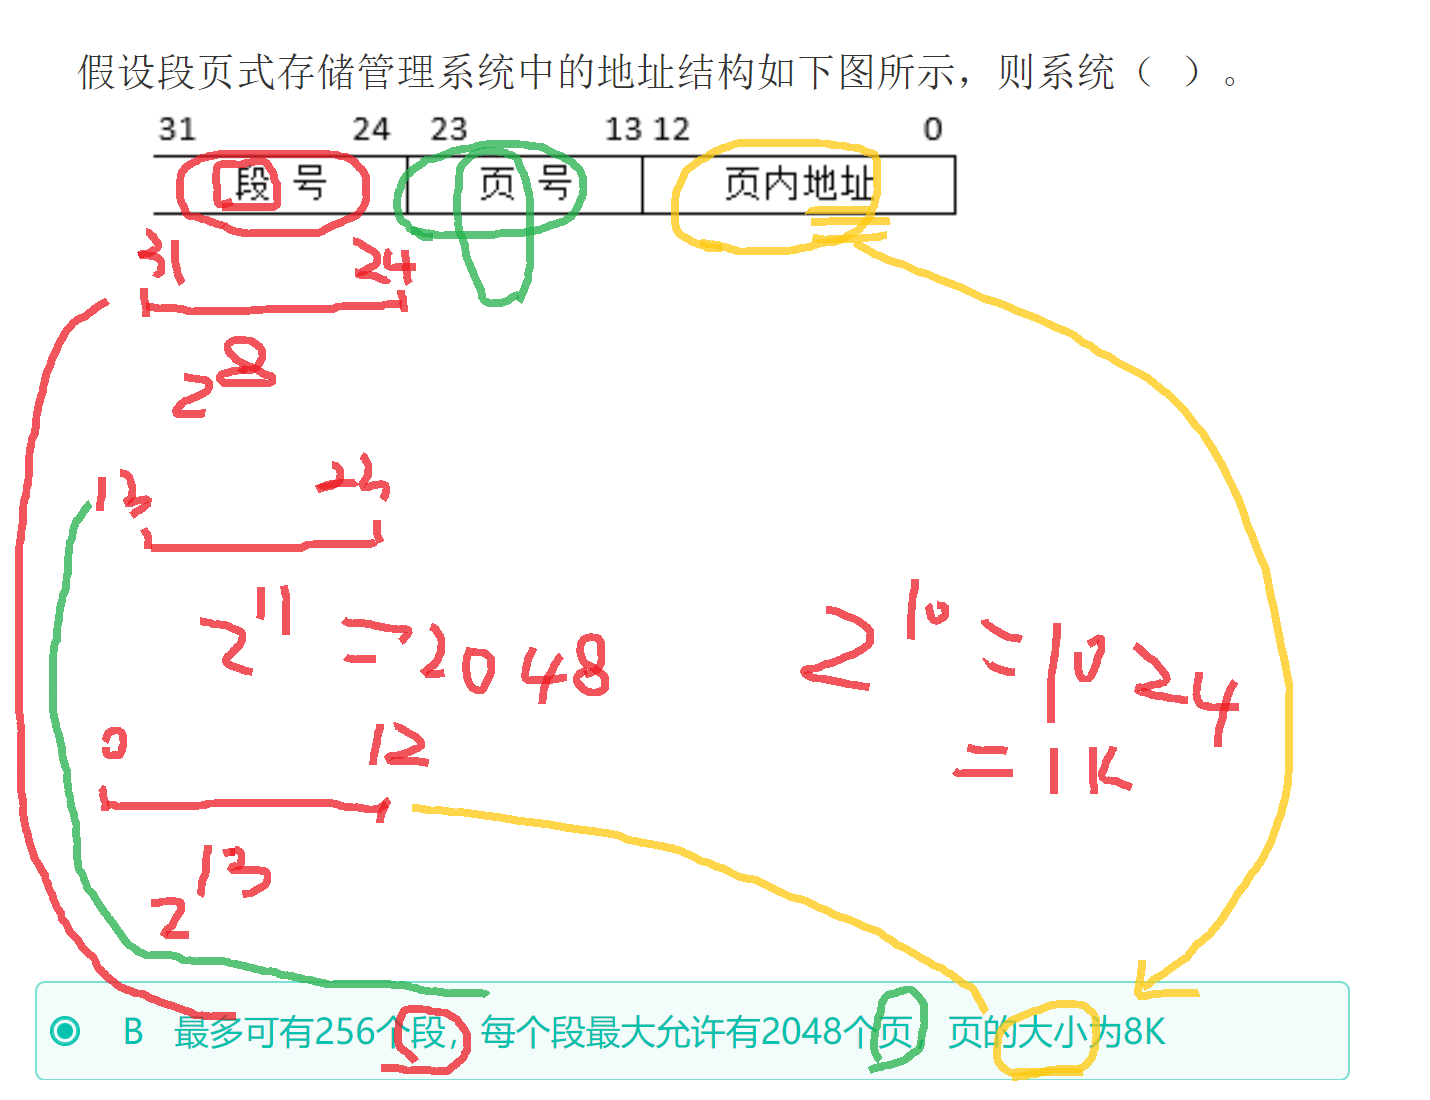 假设段页式存储管理系统中的地址结构如下图所示，则系统（ ）。
31 24 23 13 12 0
段 号 页 号 页内地址
31 24
2^8
13 23
2^11 = 2048
2^10 = 1024
= 1K
0 12
2^13
B 最多可有256个段，每个段最大允许有2048个页，页的大小为8K